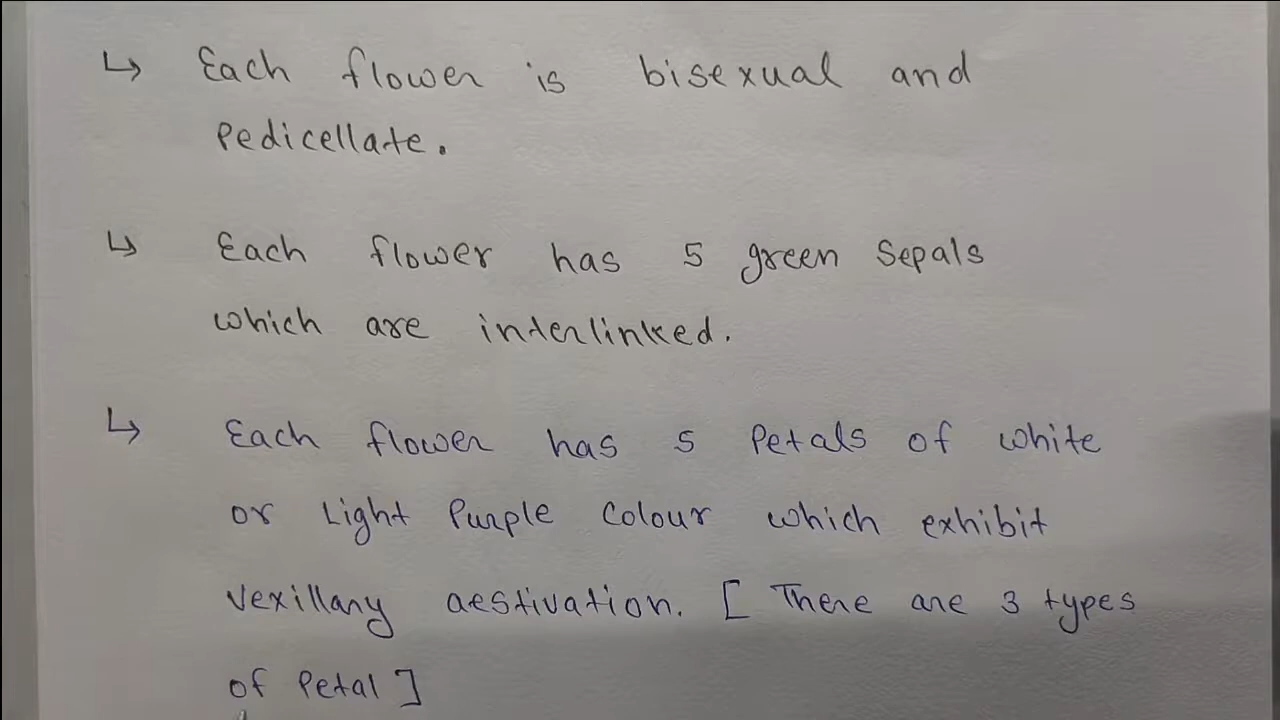 ↳ Each flower is bisexual and
Pedicellate.
↳ Each flower has 5 green Sepals
which are interlinked.
↳ Each flower has 5 Petals of white
or Light Purple Colour which exhibit
Vexillary aestivation. [ There are 3 types
of Petal ]